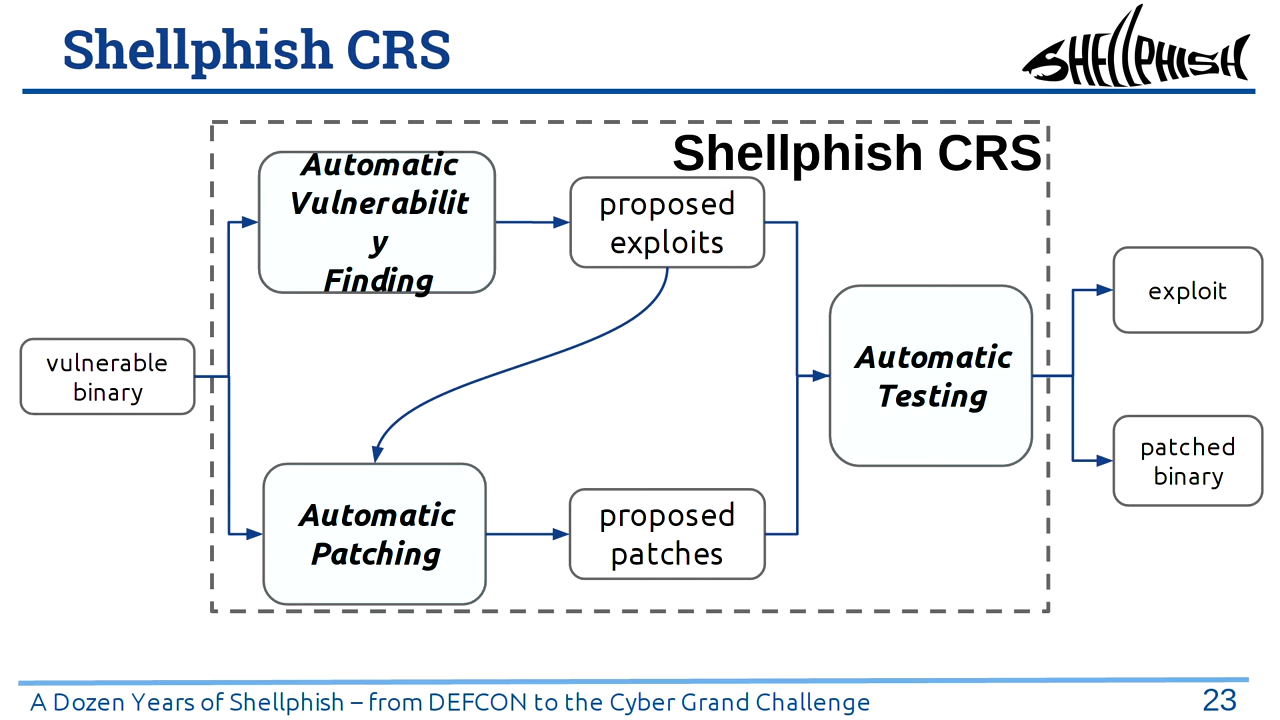 Shellphish CRS
SHELLPHISH
Shellphish CRS
Automatic
Vulnerabilit
y
Finding
proposed
exploits
vulnerable
binary
Automatic
Testing
exploit
patched
binary
Automatic
Patching
proposed
patches
A Dozen Years of Shellphish – from DEFCON to the Cyber Grand Challenge
23